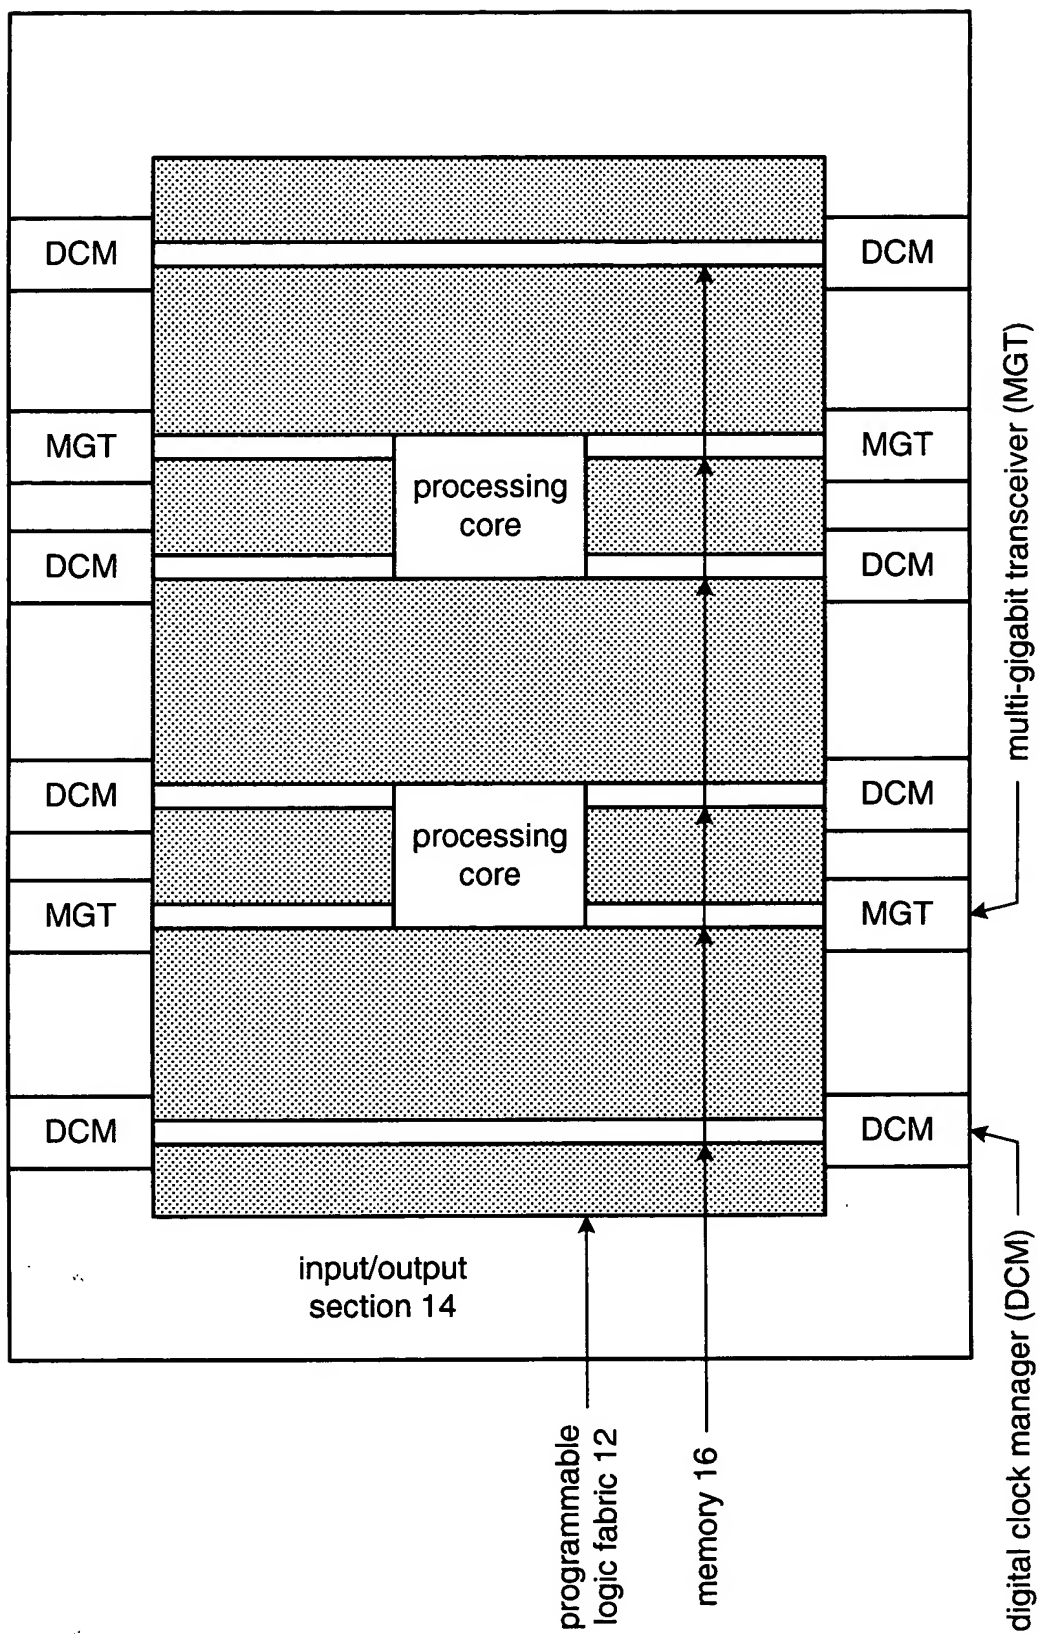 DCM
DCM
MGT
MGT
processing
core
DCM
DCM
DCM
DCM
processing
core
MGT
MGT
DCM
DCM
input/output
section 14
multi-gigabit transceiver (MGT)
digital clock manager (DCM)
programmable
logic fabric 12
memory 16